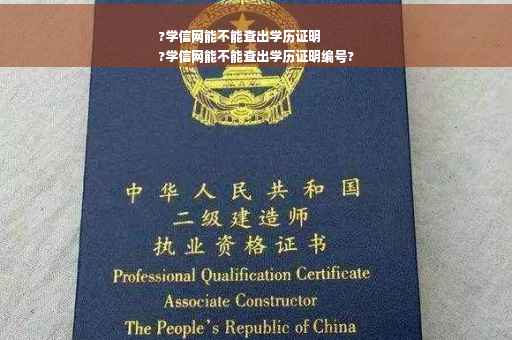 ?学信网能不能查出学历证明
?学信网能不能查出学历证明编号?
中华人民共和国
二级建造师
执业资格证书
Professional Qualification Certificate
Associate Constructor
The People's Republic of China